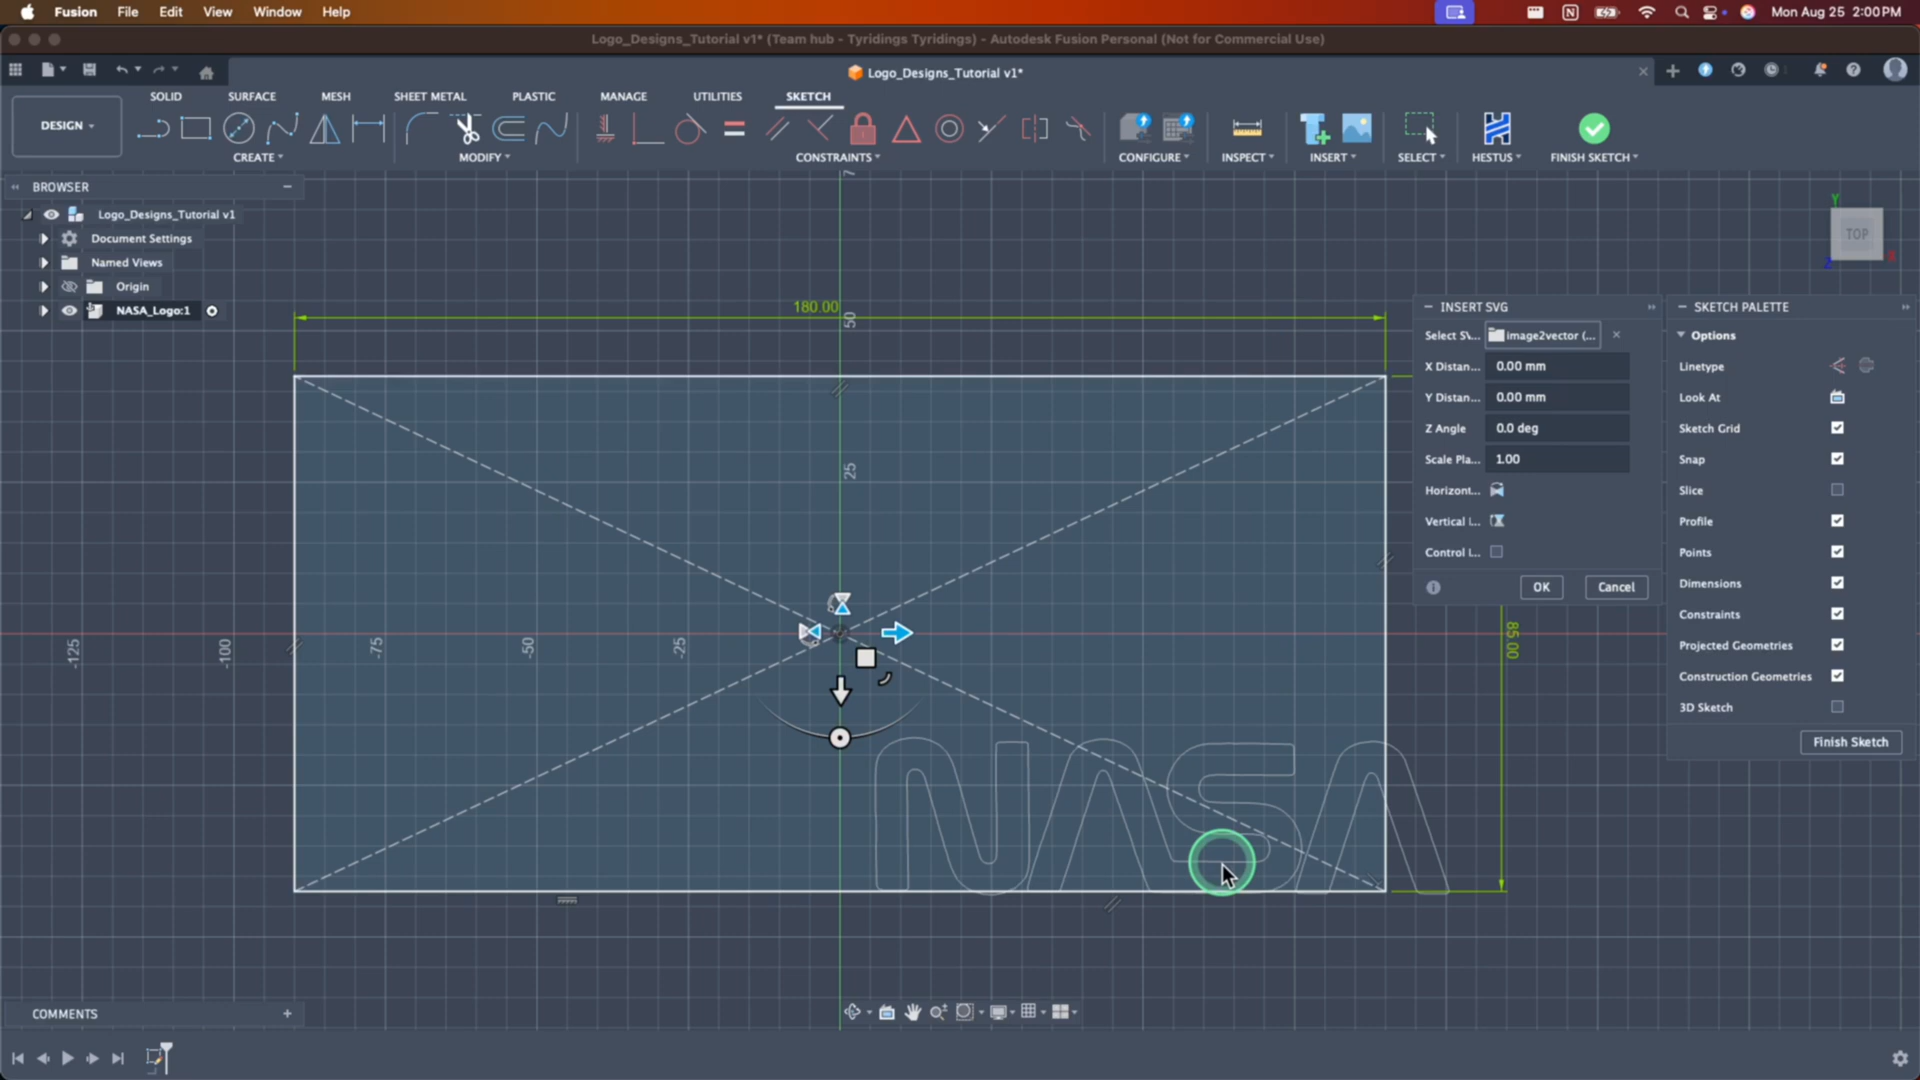 Fusion File Edit View Window Help Mon Aug 25 2:00 PM
Logo_Designs_Tutorial v1* (Team hub - Tyridings Tyridings) - Autodesk Fusion Personal (Not for Commercial Use)
Logo_Designs_Tutorial v1*
SOLID SURFACE MESH SHEET METAL PLASTIC MANAGE UTILITIES SKETCH
DESIGN
CREATE MODIFY CONSTRAINTS CONFIGURE INSPECT INSERT SELECT HESTUS FINISH SKETCH
BROWSER
Logo_Designs_Tutorial v1
Document Settings
Named Views
Origin
NASA_Logo:1
Y
TOP
X
Z
180.00
50
25
-125
-100
-75
-50
-25
85.00
NASA
INSERT SVG
Select S\...
image2vector (...
X Distan...
0.00 mm
Y Distan...
0.00 mm
Z Angle
0.0 deg
Scale Pla...
1.00
Horizont...
Vertical I...
Control I...
OK
Cancel
SKETCH PALETTE
Options
Linetype
Look At
Sketch Grid
Snap
Slice
Profile
Points
Dimensions
Constraints
Projected Geometries
Construction Geometries
3D Sketch
Finish Sketch
COMMENTS